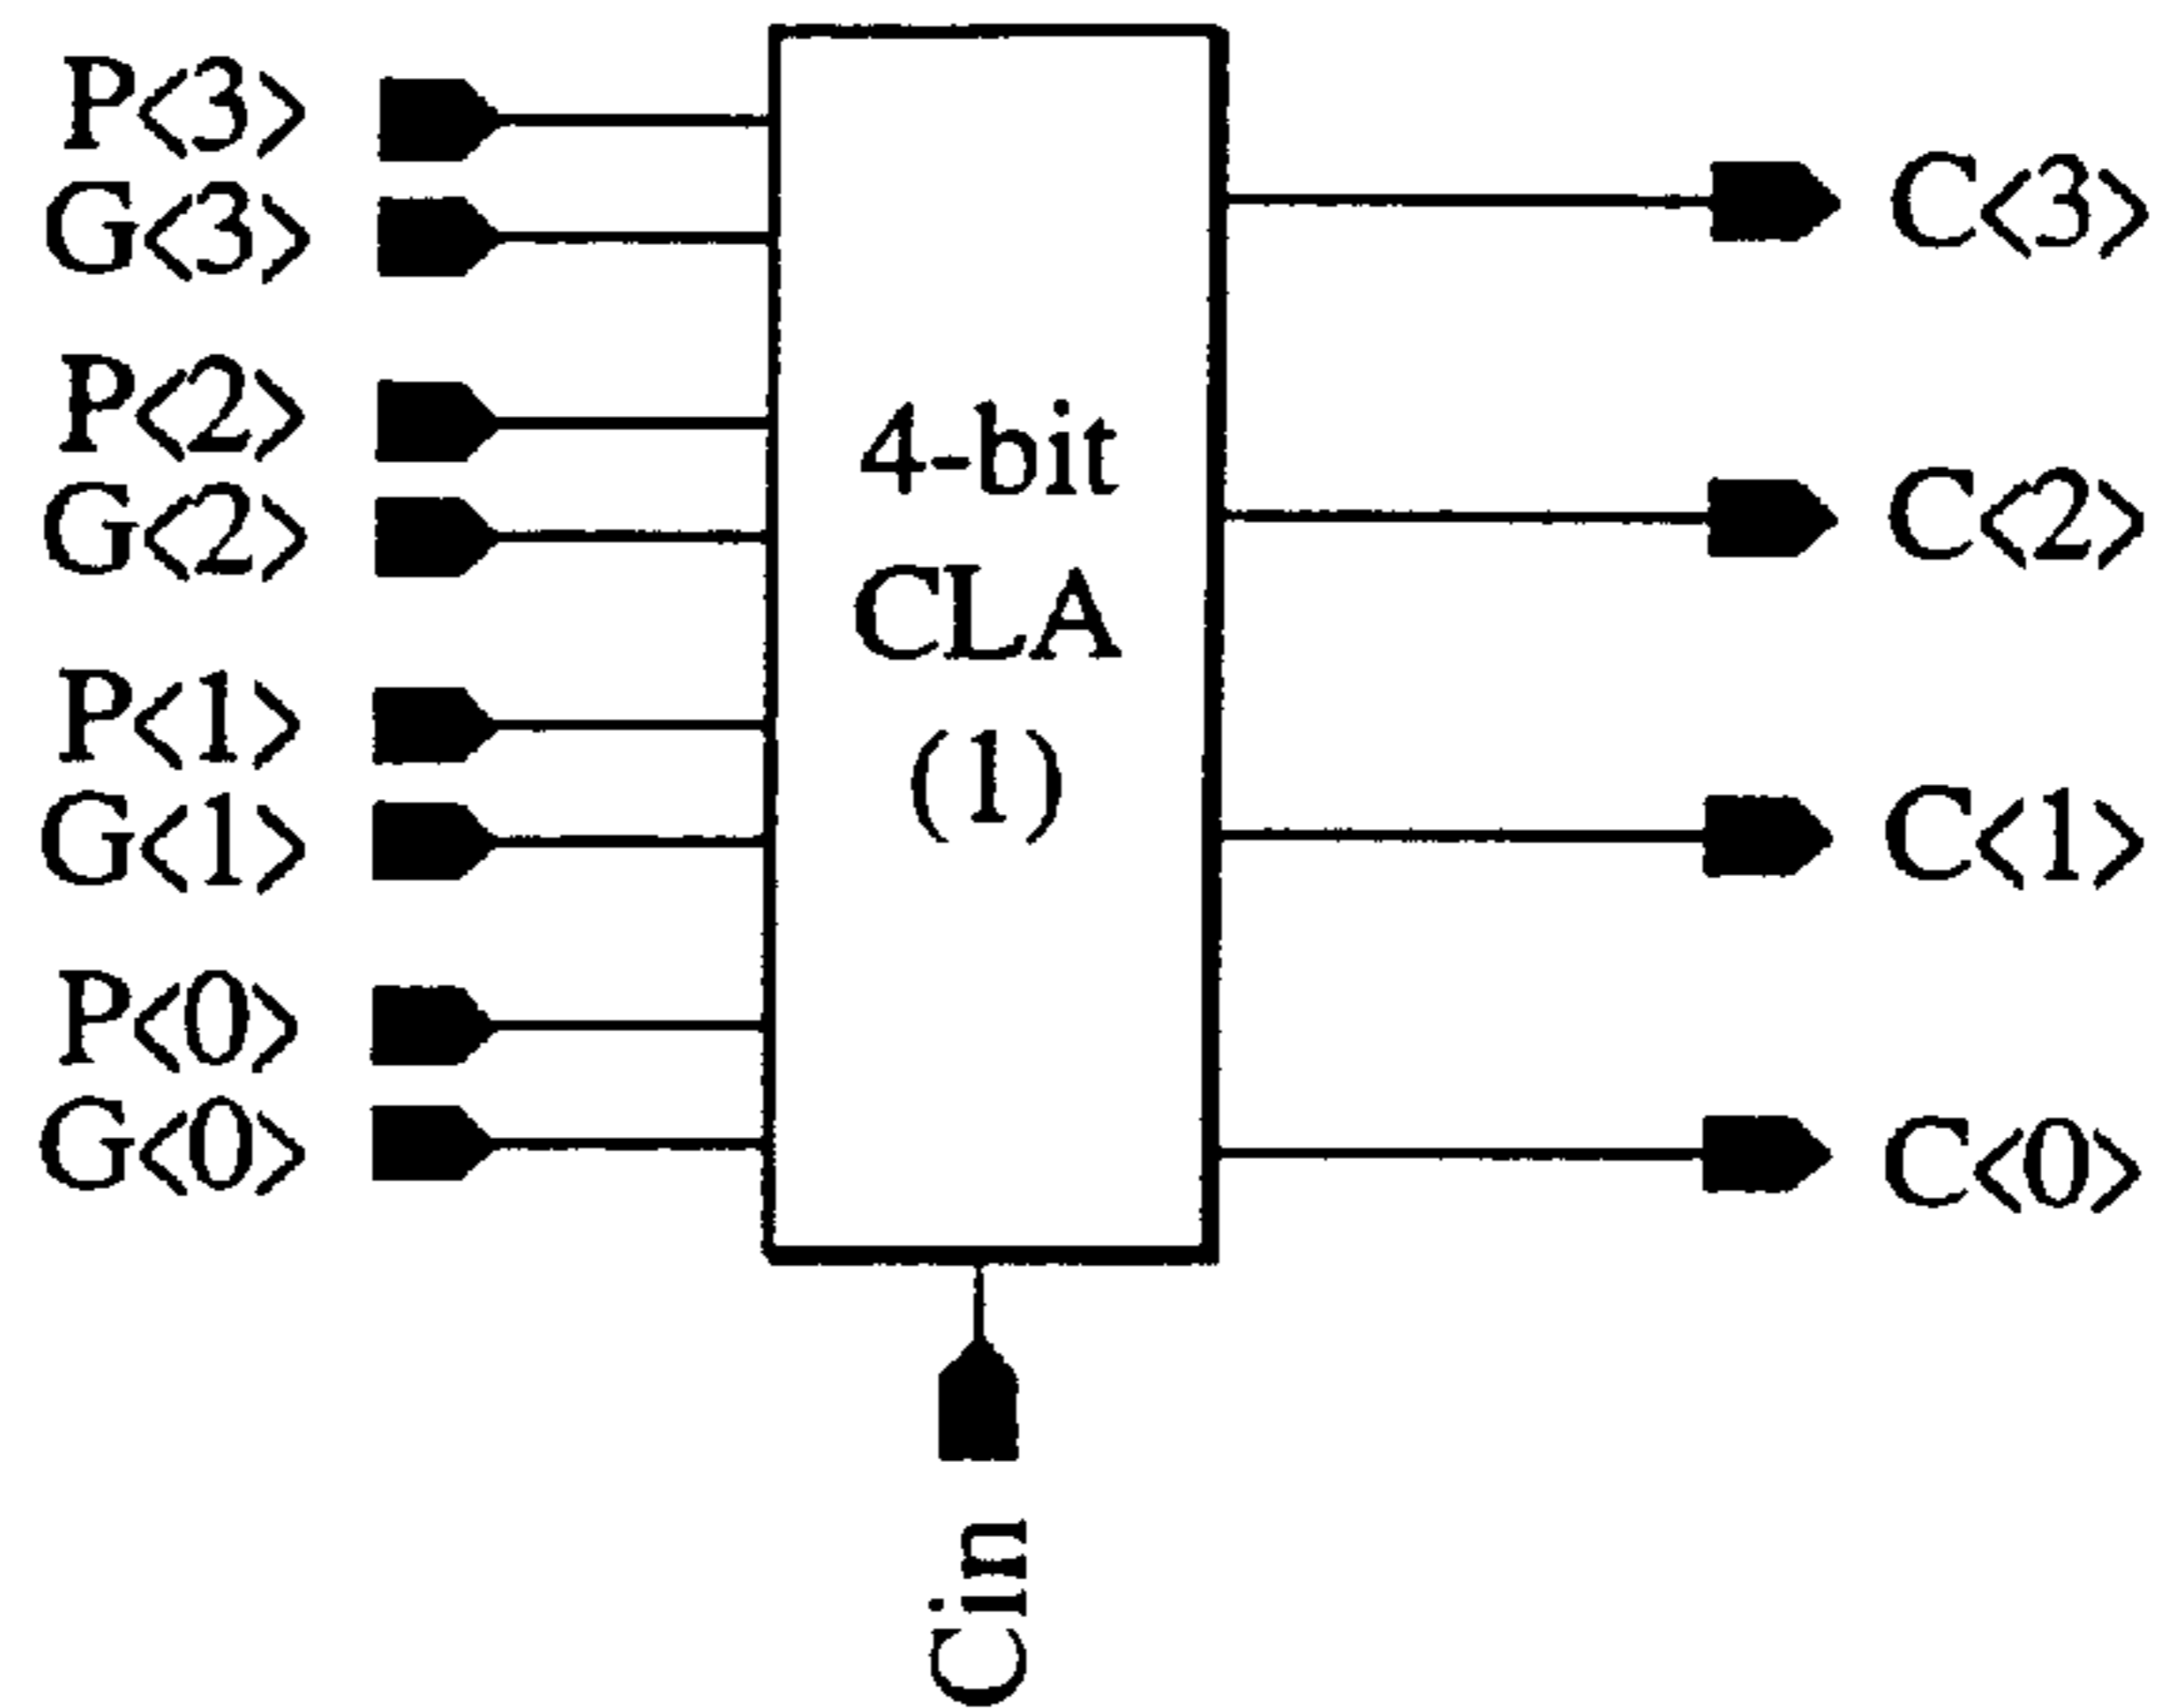 P<3>
G<3>
P<2>
G<2>
P<1>
G<1>
P<0>
G<0>
4-bit
CLA
(1)
C<3>
C<2>
C<1>
C<0>
Cin